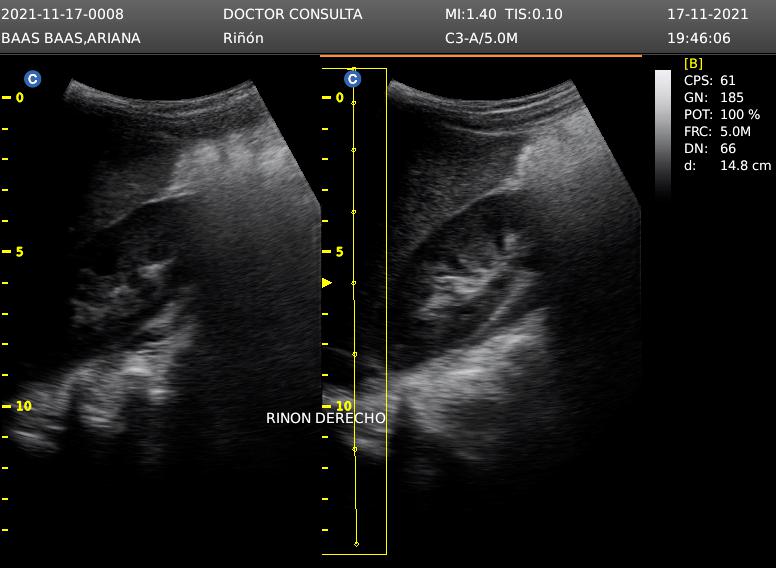 2021-11-17-0008 DOCTOR CONSULTA MI:1.40 TIS:0.10 17-11-2021
BAAS BAAS,ARIANA Riñón C3-A/5.0M 19:46:06
[B]
CPS: 61
GN: 185
POT: 100 %
FRC: 5.0M
DN: 66
d: 14.8 cm
C C
0 0
5 5
10 10
RINON DERECHO